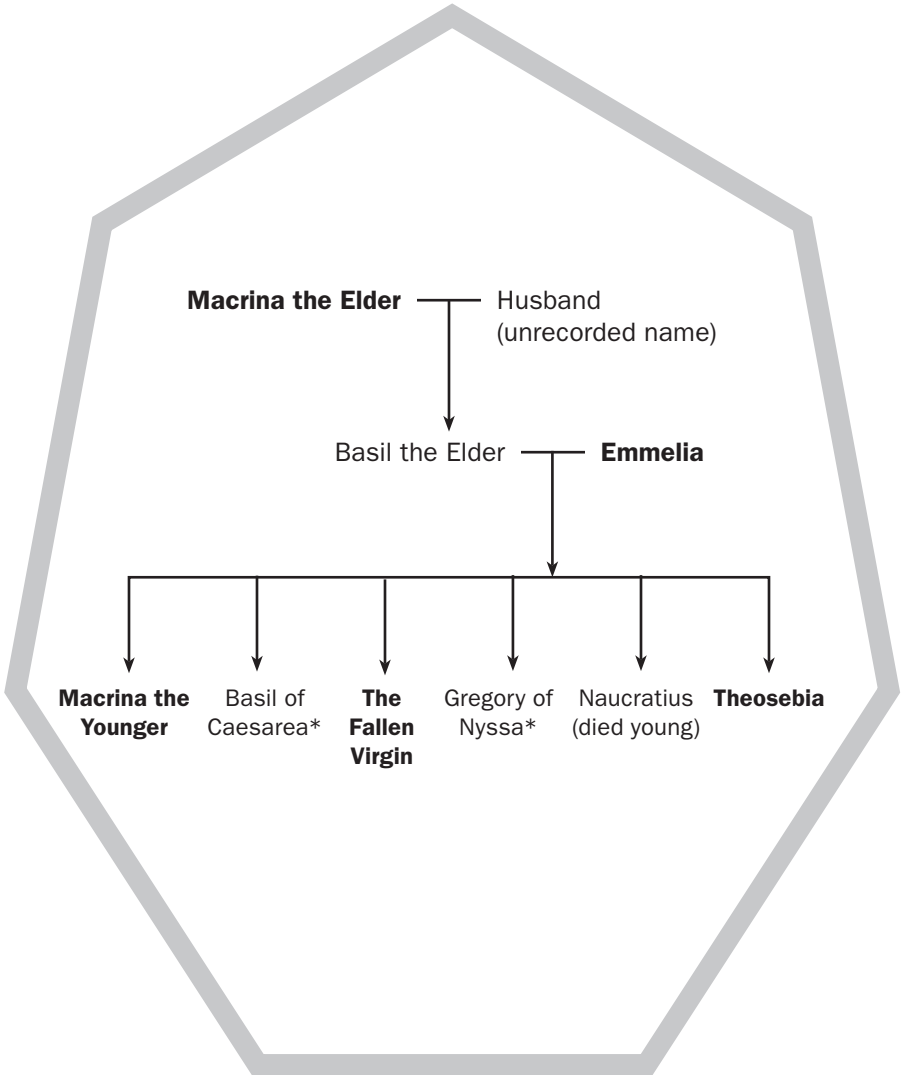 Macrina the Elder
Husband
(unrecorded name)
Basil the Elder
Emmelia
Macrina the
Younger
Basil of
Caesarea*
The
Fallen
Virgin
Gregory of
Nyssa*
Naucratius
(died young)
Theosebia